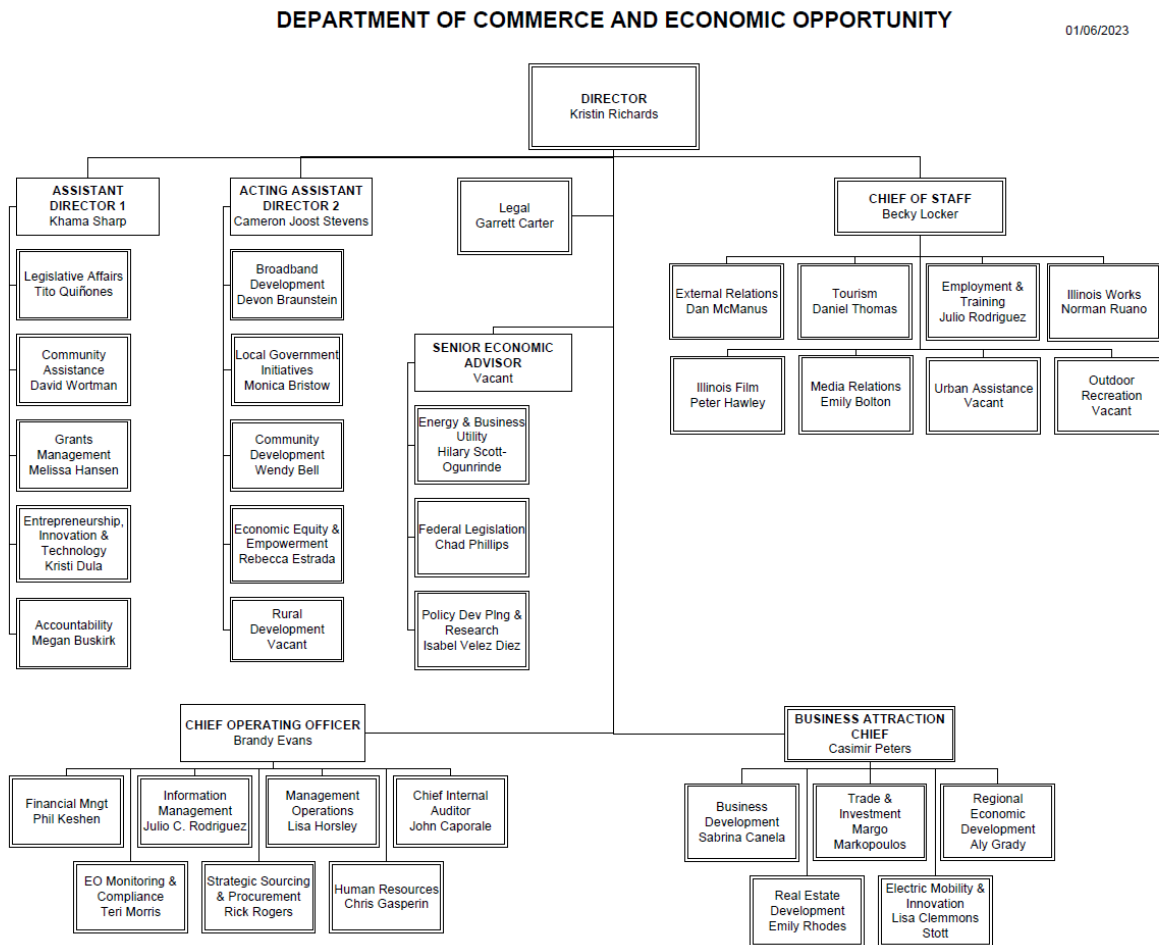 DEPARTMENT OF COMMERCE AND ECONOMIC OPPORTUNITY
01/06/2023
DIRECTOR
Kristin Richards
ASSISTANT
DIRECTOR 1
Khama Sharp
Legislative Affairs
Tito Quiñones
Community
Assistance
David Wortman
Grants
Management
Melissa Hansen
Entrepreneurship,
Innovation &
Technology
Kristi Dula
Accountability
Megan Buskirk
ACTING ASSISTANT
DIRECTOR 2
Cameron Joost Stevens
Broadband
Development
Devon Braunstein
Local Government
Initiatives
Monica Bristow
Community
Development
Wendy Bell
Economic Equity &
Empowerment
Rebecca Estrada
Rural
Development
Vacant
Legal
Garrett Carter
SENIOR ECONOMIC
ADVISOR
Vacant
Energy & Business
Utility
Hilary Scott-
Ogunrinde
Federal Legislation
Chad Phillips
Policy Dev Plng &
Research
Isabel Velez Diez
CHIEF OF STAFF
Becky Locker
External Relations
Dan McManus
Tourism
Daniel Thomas
Employment &
Training
Julio Rodriguez
Illinois Works
Norman Ruano
Illinois Film
Peter Hawley
Media Relations
Emily Bolton
Urban Assistance
Vacant
Outdoor
Recreation
Vacant
CHIEF OPERATING OFFICER
Brandy Evans
Financial Mngt
Phil Keshen
Information
Management
Julio C. Rodriguez
Management
Operations
Lisa Horsley
Chief Internal
Auditor
John Caporale
EO Monitoring &
Compliance
Teri Morris
Strategic Sourcing
& Procurement
Rick Rogers
Human Resources
Chris Gasperin
BUSINESS ATTRACTION
CHIEF
Casimir Peters
Business
Development
Sabrina Canela
Trade &
Investment
Margo
Markopoulos
Regional
Economic
Development
Aly Grady
Real Estate
Development
Emily Rhodes
Electric Mobility &
Innovation
Lisa Clemmons
Stott